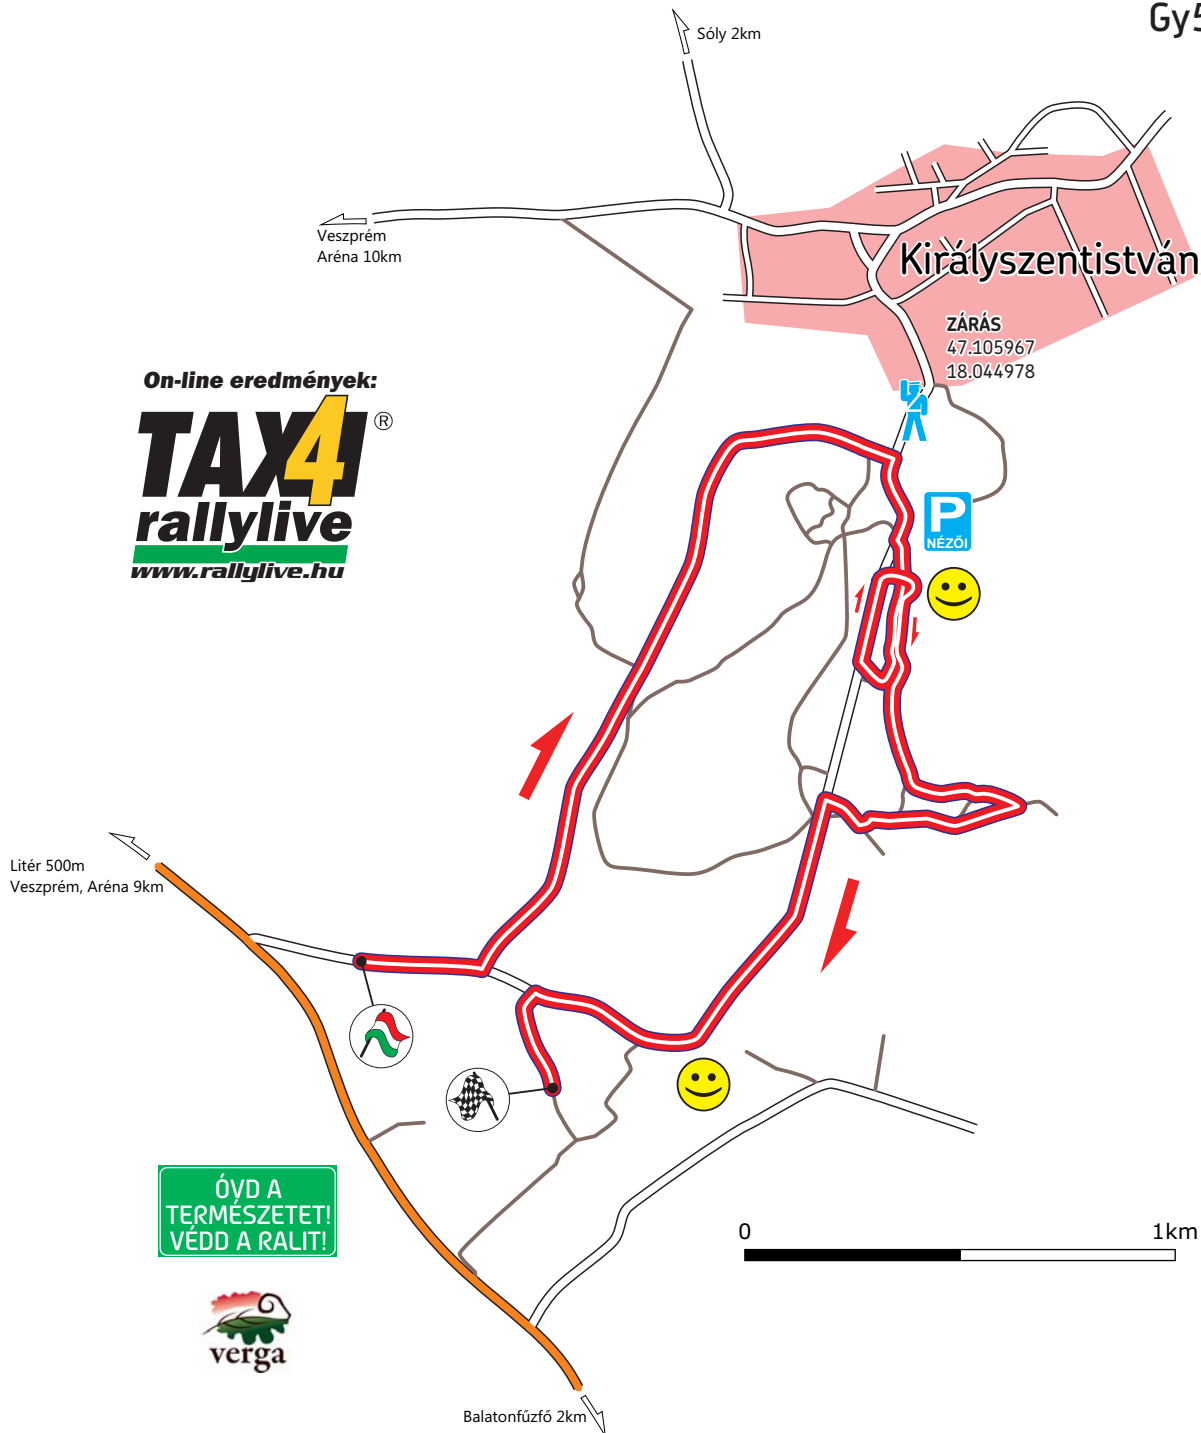 Gy5
Sóly 2km
Veszprém
Aréna 10km
Királyszentistván
ZÁRÁS
47.105967
18.044978
On-line eredmények:
TAX4 ®
rallylive
www.rallylive.hu
P
NÉZŐI
Litér 500m
Veszprém, Aréna 9km
ÓVD A
TERMÉSZETET!
VÉDD A RALIT!
0 1km
verga
Balatonfűzfő 2km